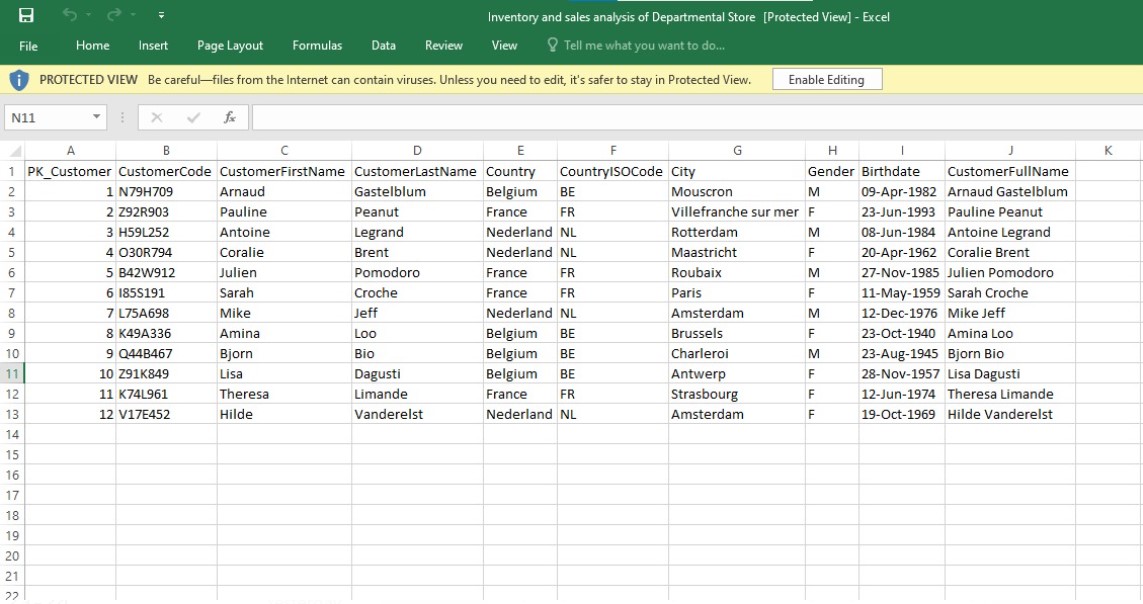 Inventory and sales analysis of Departmental Store [Protected View] - Excel
File Home Insert Page Layout Formulas Data Review View Tell me what you want to do...
PROTECTED VIEW Be careful—files from the Internet can contain viruses. Unless you need to edit, it's safer to stay in Protected View. Enable Editing
N11 fx
A B C D E F G H I J K
1 PK_Customer CustomerCode CustomerFirstName CustomerLastName Country CountryISOCode City Gender Birthdate CustomerFullName
2 1 N79H709 Arnaud Gastelblum Belgium BE Mouscron M 09-Apr-1982 Arnaud Gastelblum
3 2 Z92R903 Pauline Peanut France FR Villefranche sur mer F 23-Jun-1993 Pauline Peanut
4 3 H59L252 Antoine Legrand Nederland NL Rotterdam M 08-Jun-1984 Antoine Legrand
5 4 O30R794 Coralie Brent Nederland NL Maastricht F 20-Apr-1962 Coralie Brent
6 5 B42W912 Julien Pomodoro France FR Roubaix M 27-Nov-1985 Julien Pomodoro
7 6 I85S191 Sarah Croche France FR Paris F 11-May-1959 Sarah Croche
8 7 L75A698 Mike Jeff Nederland NL Amsterdam M 12-Dec-1976 Mike Jeff
9 8 K49A336 Amina Loo Belgium BE Brussels F 23-Oct-1940 Amina Loo
10 9 Q44B467 Bjorn Bio Belgium BE Charleroi M 23-Aug-1945 Bjorn Bio
11 10 Z91K849 Lisa Dagusti Belgium BE Antwerp F 28-Nov-1957 Lisa Dagusti
12 11 K74L961 Theresa Limande France FR Strasbourg F 12-Jun-1974 Theresa Limande
13 12 V17E452 Hilde Vanderelst Nederland NL Amsterdam F 19-Oct-1969 Hilde Vanderelst
14
15
16
17
18
19
20
21
22